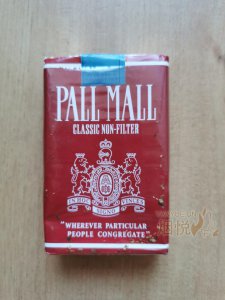 PALL MALL
CLASSIC NON-FILTER
IN HOC
SIGNO
VINCES
"WHEREVER PARTICULAR
PEOPLE CONGREGATE"